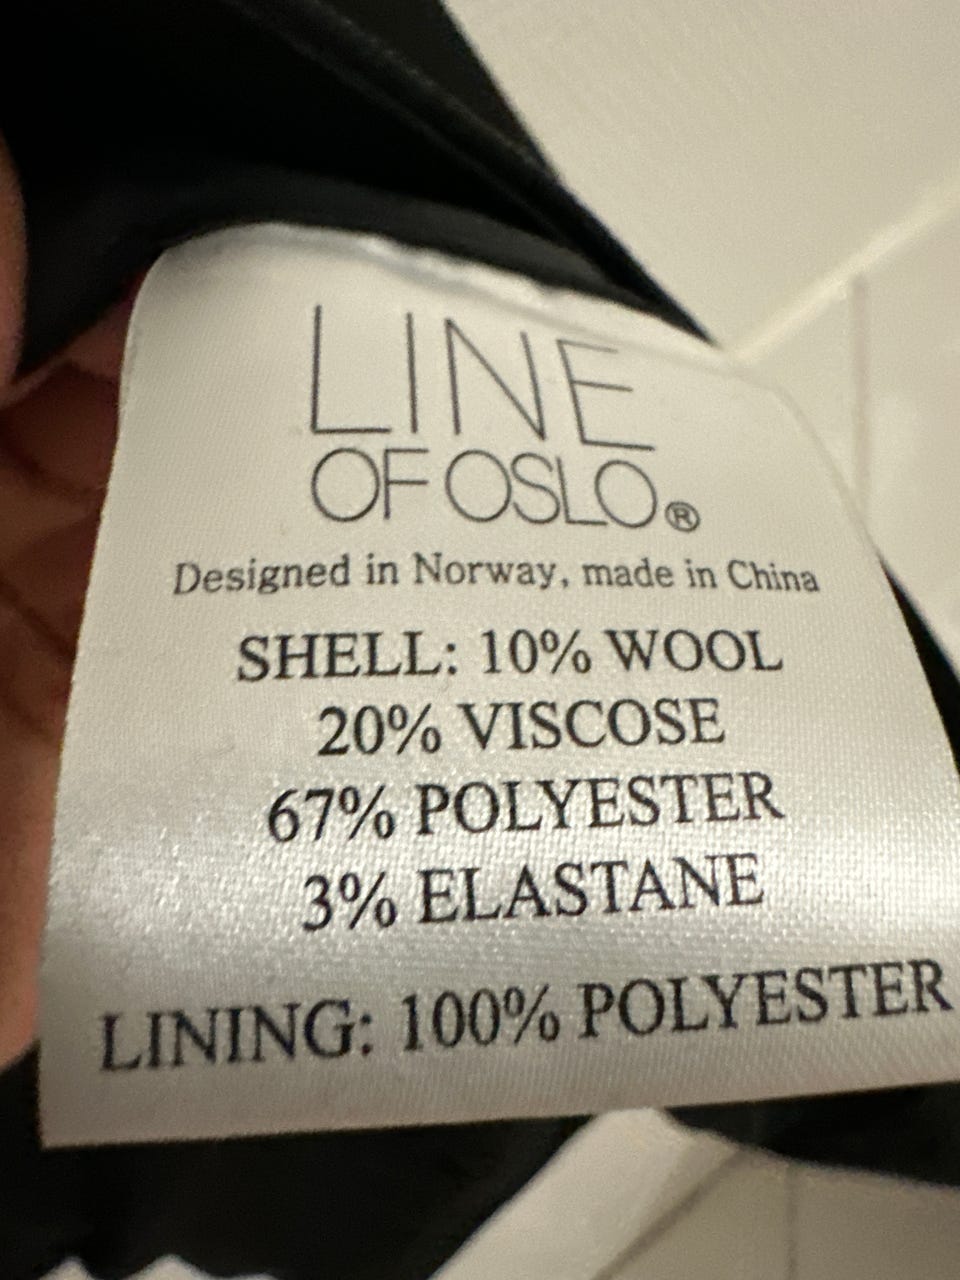 LINE
OF OSLO®
Designed in Norway, made in China
SHELL: 10% WOOL
20% VISCOSE
67% POLYESTER
3% ELASTANE
LINING: 100% POLYESTER